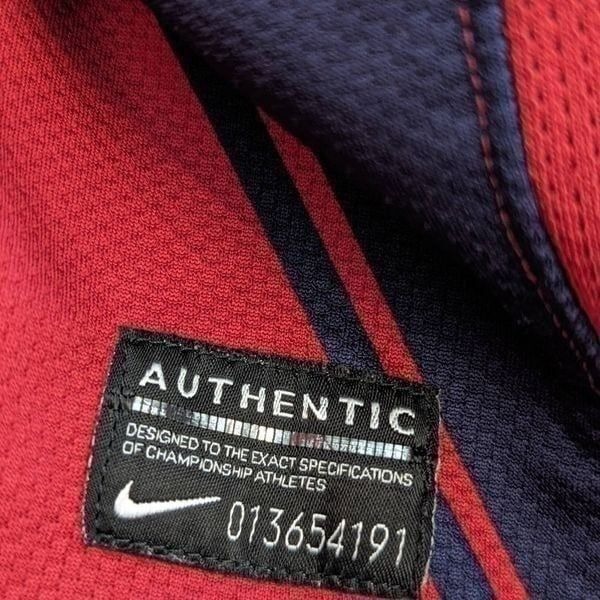 AUTHENTIC
DESIGNED TO THE EXACT SPECIFICATIONS
OF CHAMPIONSHIP ATHLETES
013654191